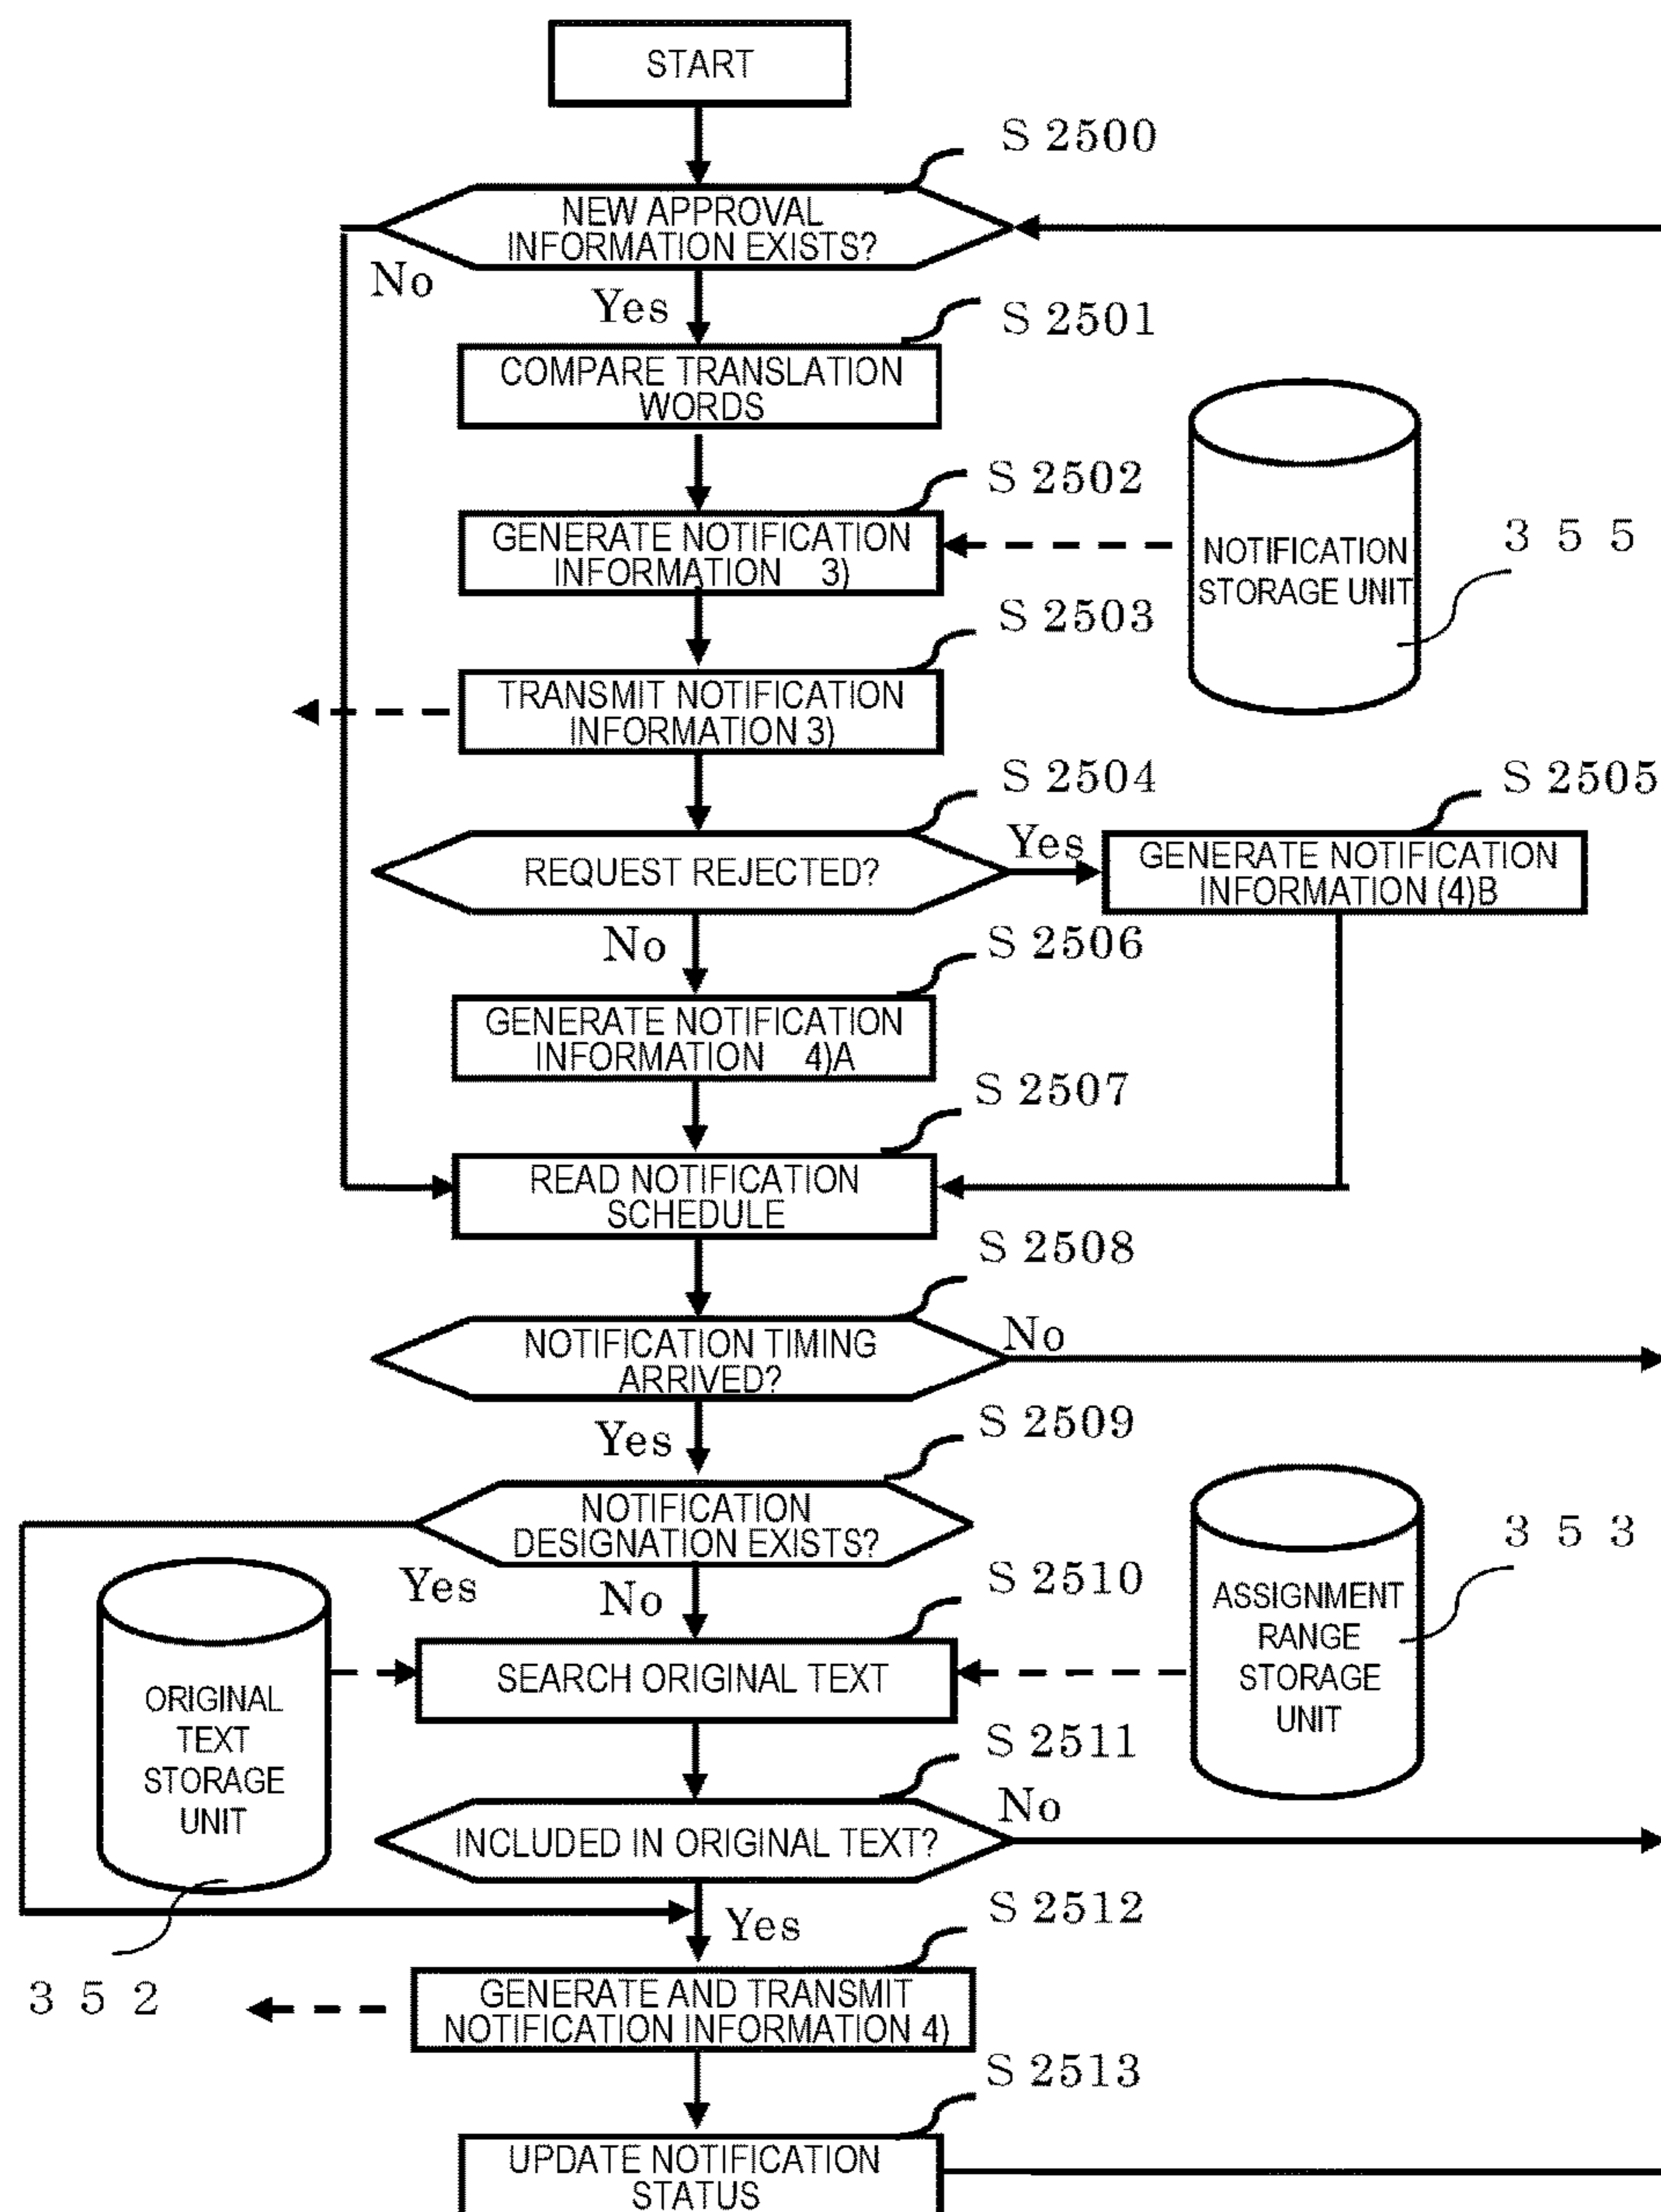 START
S 2500
NEW APPROVAL
INFORMATION EXISTS?
No
Yes
S 2501
COMPARE TRANSLATION
WORDS
S 2502
GENERATE NOTIFICATION
INFORMATION 3)
NOTIFICATION
STORAGE UNIT
3 5 5
S 2503
TRANSMIT NOTIFICATION
INFORMATION 3)
S 2504
REQUEST REJECTED?
Yes
S 2505
GENERATE NOTIFICATION
INFORMATION (4)B
No
S 2506
GENERATE NOTIFICATION
INFORMATION 4)A
S 2507
READ NOTIFICATION
SCHEDULE
S 2508
NOTIFICATION TIMING
ARRIVED?
No
Yes
S 2509
NOTIFICATION
DESIGNATION EXISTS?
Yes
No
S 2510
SEARCH ORIGINAL TEXT
ORIGINAL
TEXT
STORAGE
UNIT
3 5 2
ASSIGNMENT
RANGE
STORAGE
UNIT
3 5 3
S 2511
INCLUDED IN ORIGINAL TEXT?
No
Yes
S 2512
GENERATE AND TRANSMIT
NOTIFICATION INFORMATION 4)
S 2513
UPDATE NOTIFICATION
STATUS